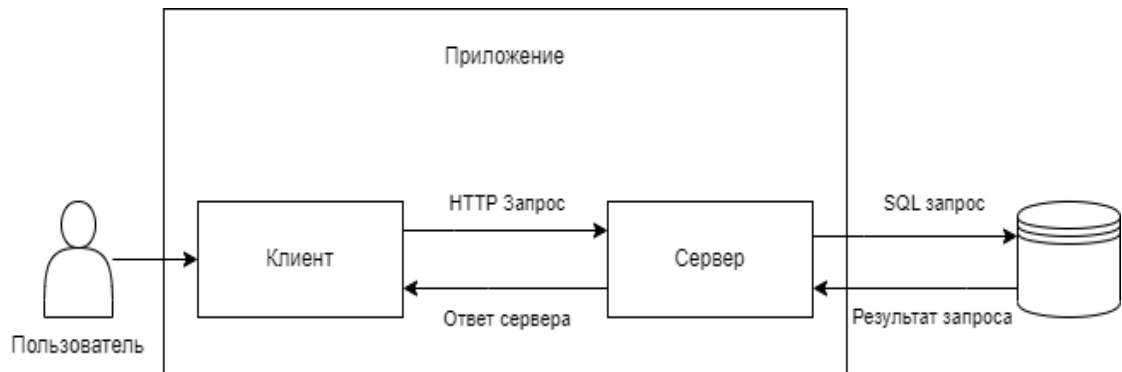 Приложение
HTTP Запрос
SQL запрос
Клиент
Сервер
Ответ сервера
Результат запроса
Пользователь